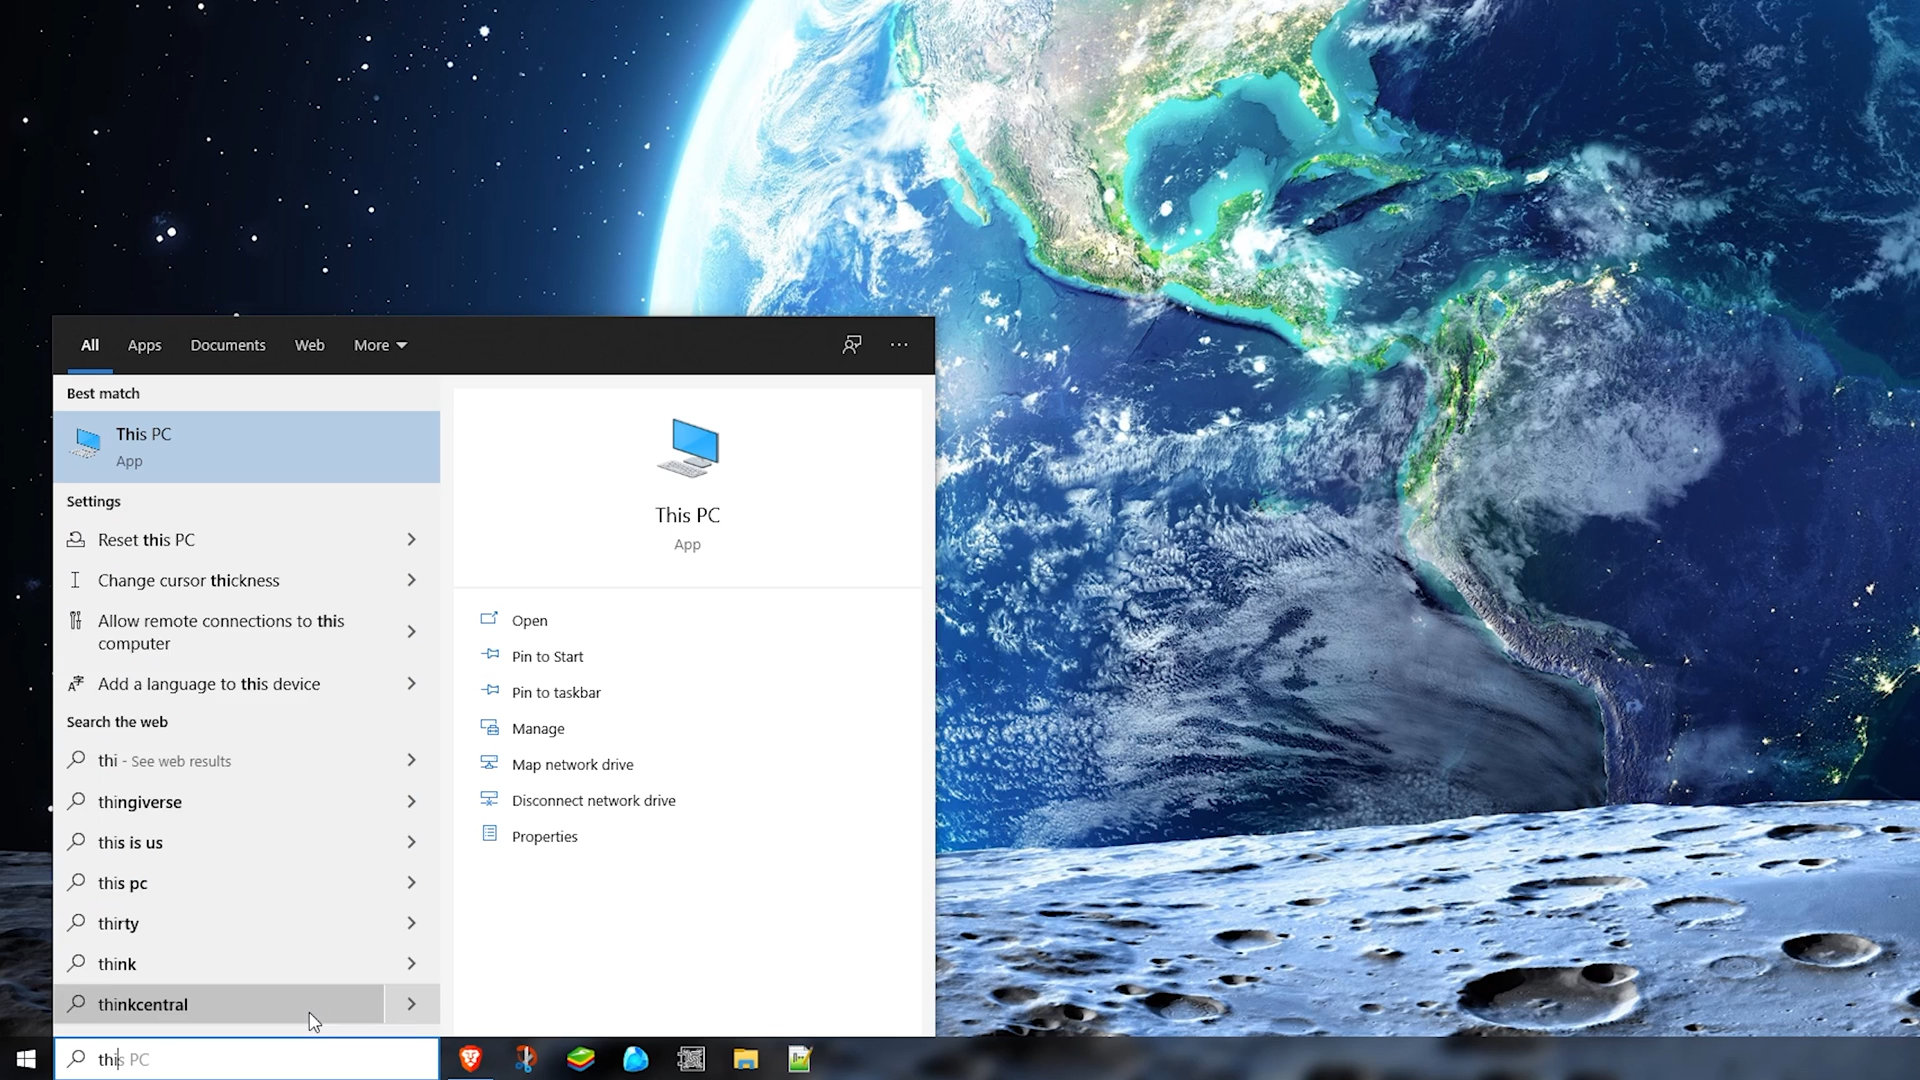 All Apps Documents Web More
Best match
This PC
App
Settings
Reset this PC
Change cursor thickness
Allow remote connections to this
computer
Add a language to this device
Search the web
thi - See web results
thingiverse
this is us
this pc
thirty
think
thinkcentral
this PC
This PC
App
Open
Pin to Start
Pin to taskbar
Manage
Map network drive
Disconnect network drive
Properties